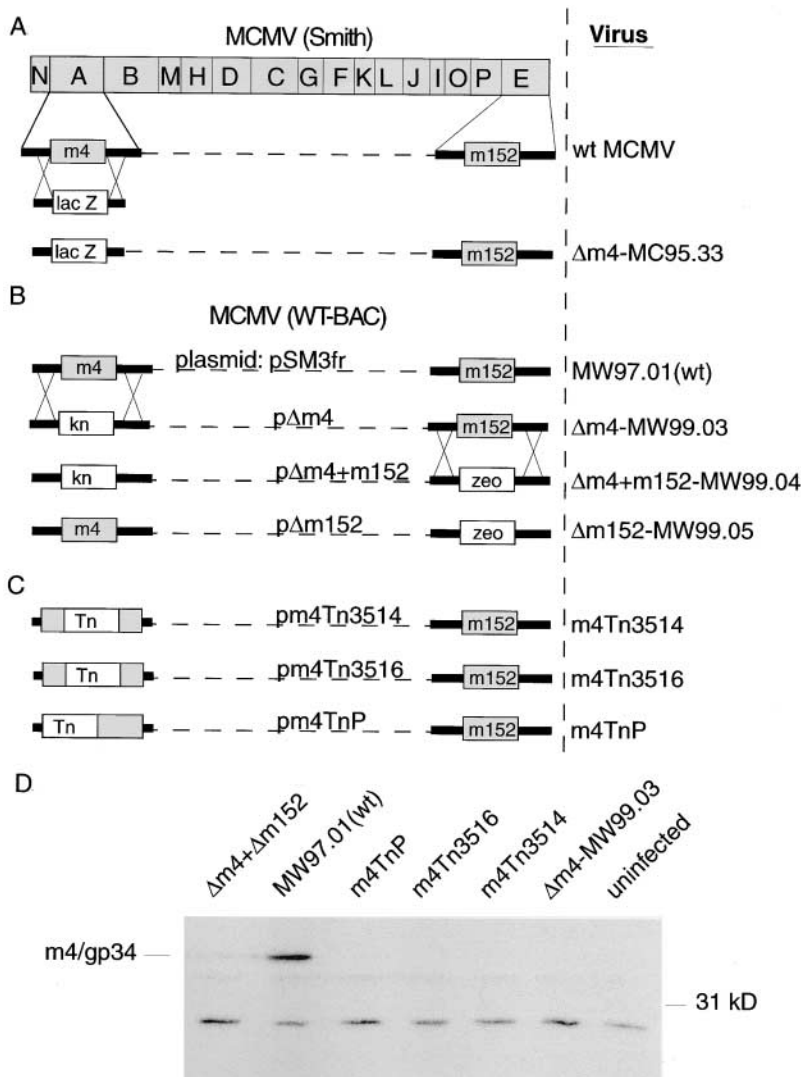 A
MCMV (Smith)
Virus
N A B M H D C G F K L J I O P E
m4 m152 wt MCMV
lac Z
lac Z m152 Δm4-MC95.33
B
MCMV (WT-BAC)
plasmid: pSM3fr
m4 m152 MW97.01(wt)
kn pΔm4 m152 Δm4-MW99.03
kn pΔm4+m152 zeo Δm4+m152-MW99.04
m4 pΔm152 zeo Δm152-MW99.05
C
Tn pm4Tn3514 m152 m4Tn3514
Tn pm4Tn3516 m152 m4Tn3516
Tn pm4TnP m152 m4TnP
D
Δm4+Δm152
MW97.01(wt)
m4TnP
m4Tn3516
m4Tn3514
Δm4-MW99.03
uninfected
m4/gp34
31 kD